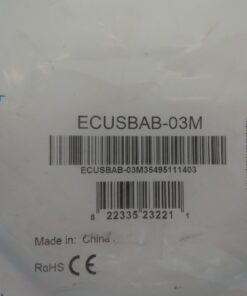 ECUSBAB-03M
ECUSBAB-03M35495111403
8 22335 23221 1
Made in: China
RoHS CE